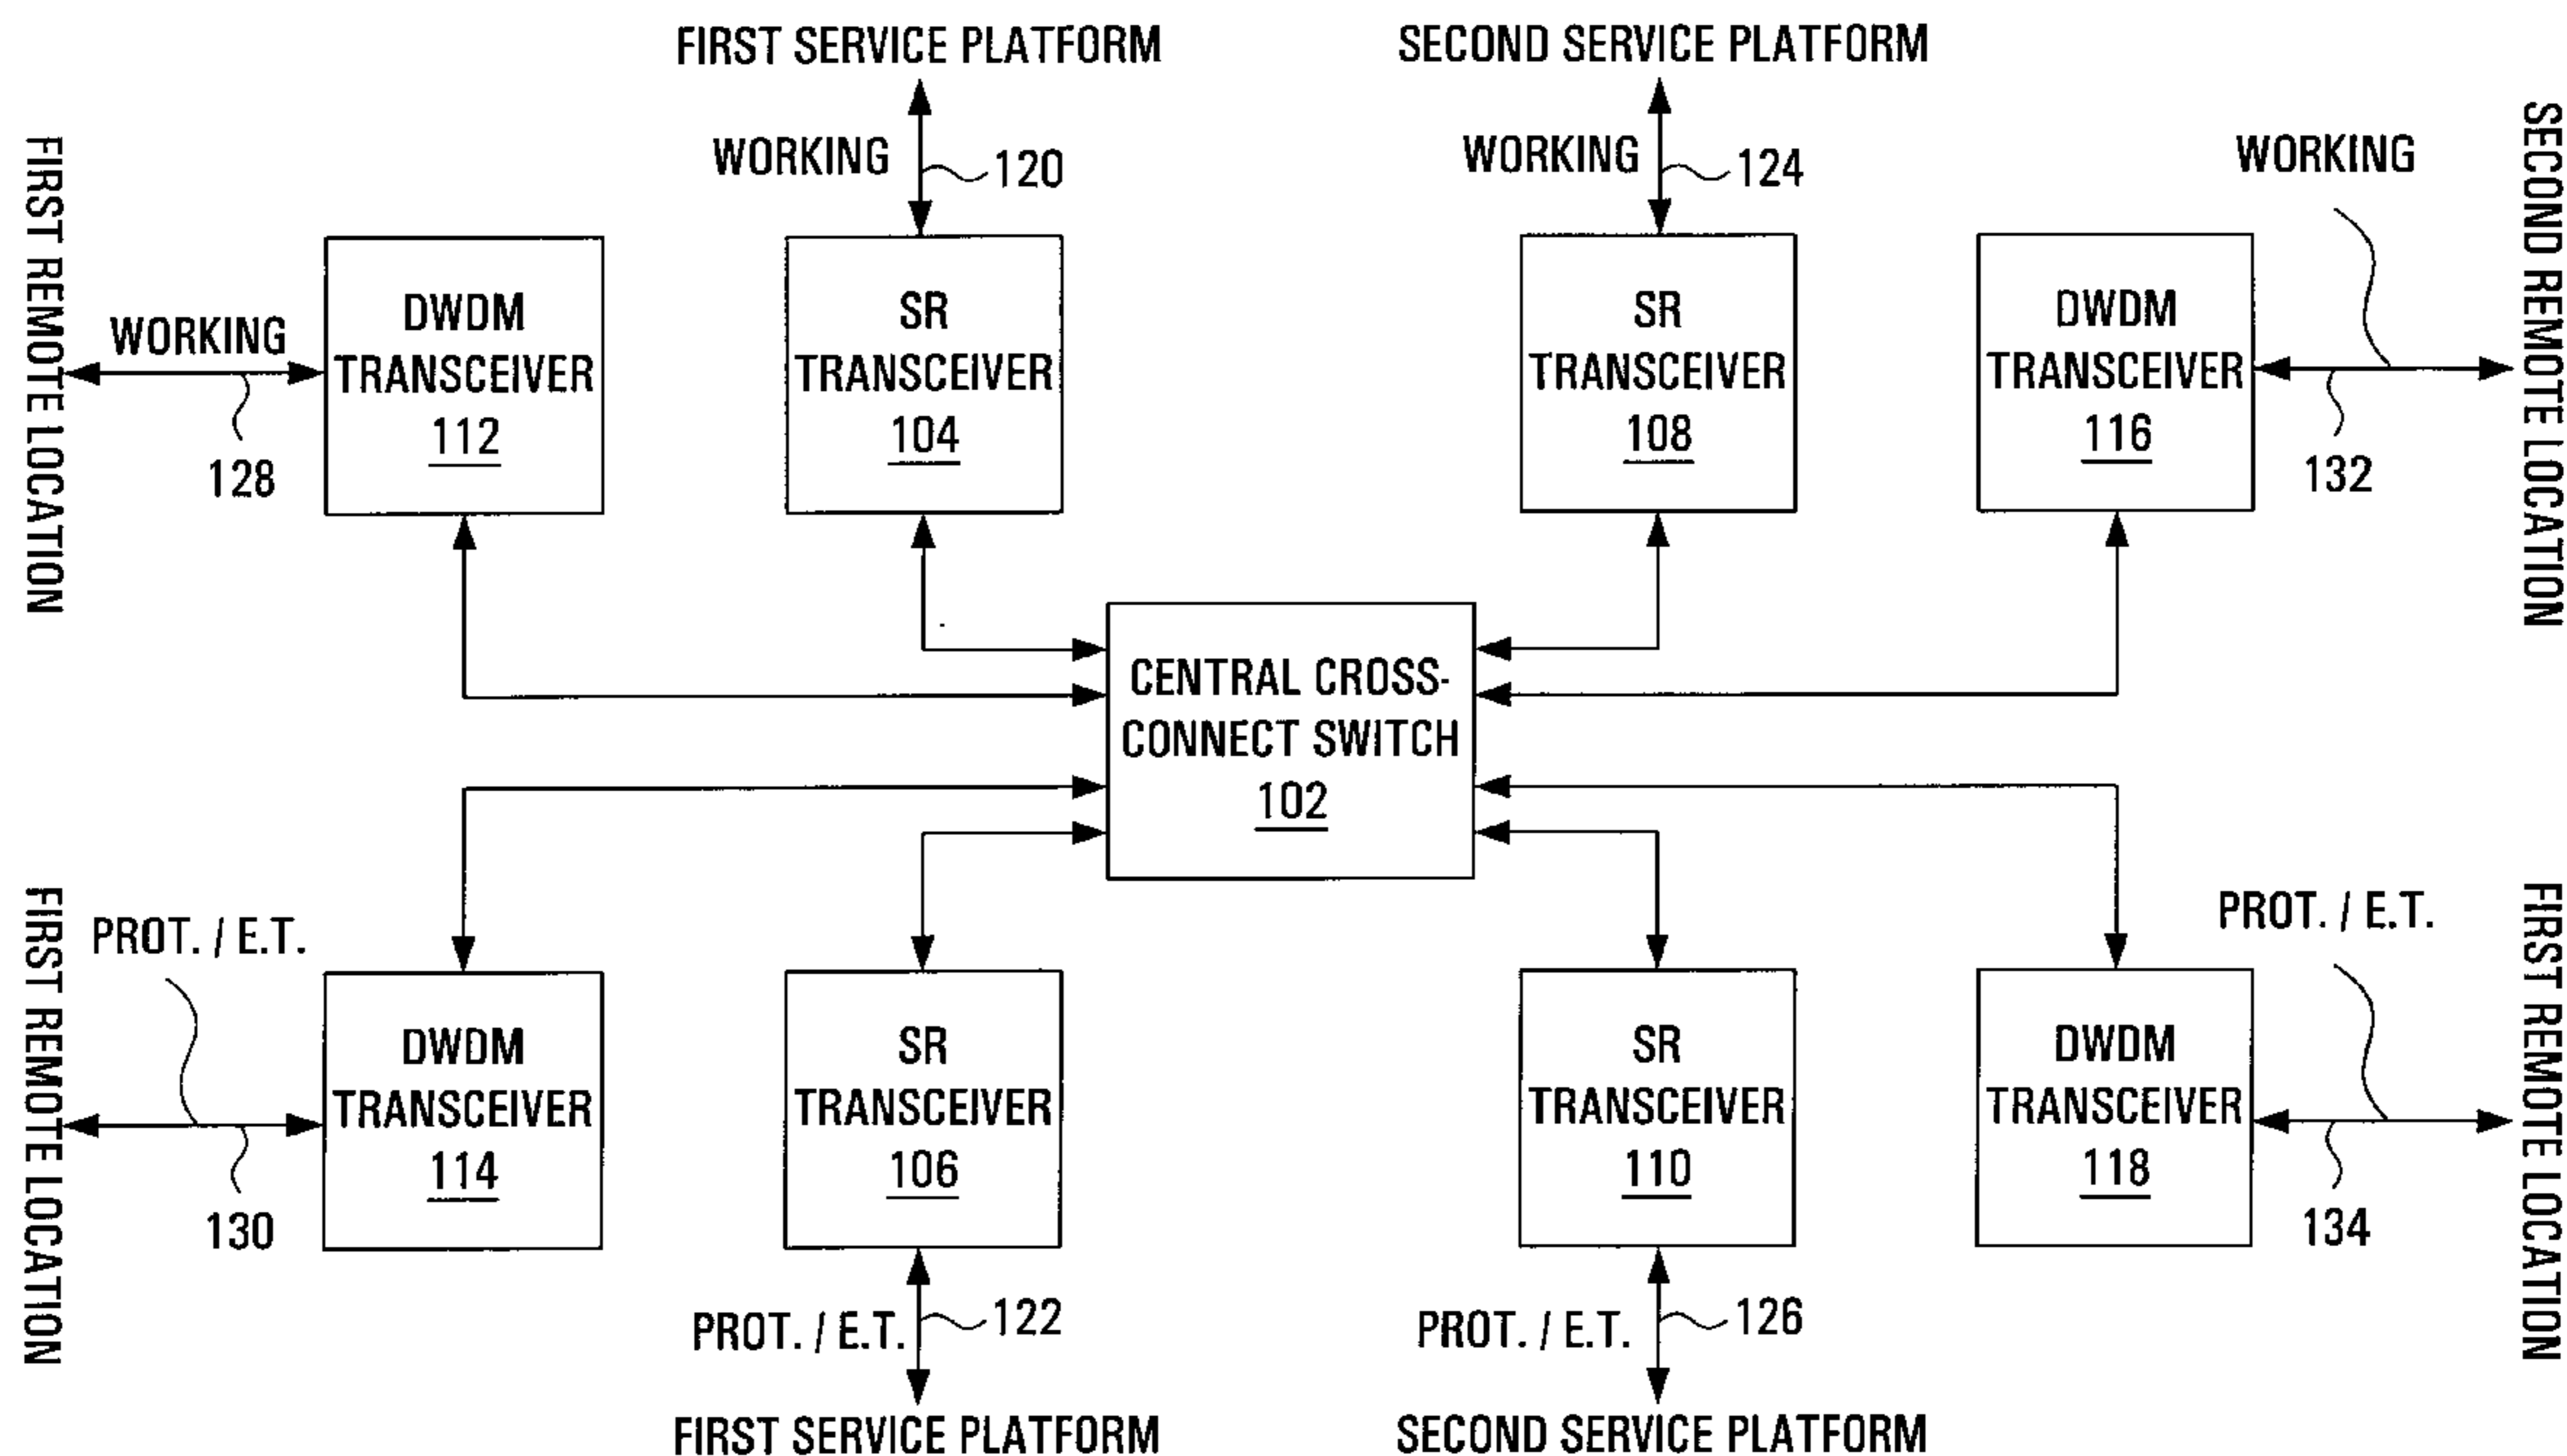 FIRST SERVICE PLATFORM
SECOND SERVICE PLATFORM
WORKING
120
WORKING
124
WORKING
FIRST REMOTE LOCATION
SECOND REMOTE LOCATION
WORKING
128
DWDM
TRANSCEIVER
112
SR
TRANSCEIVER
104
SR
TRANSCEIVER
108
DWDM
TRANSCEIVER
116
132
CENTRAL CROSS-
CONNECT SWITCH
102
FIRST REMOTE LOCATION
PROT. / E.T.
130
DWDM
TRANSCEIVER
114
SR
TRANSCEIVER
106
SR
TRANSCEIVER
110
DWDM
TRANSCEIVER
118
PROT. / E.T.
134
FIRST REMOTE LOCATION
PROT. / E.T.
122
PROT. / E.T.
126
FIRST SERVICE PLATFORM
SECOND SERVICE PLATFORM